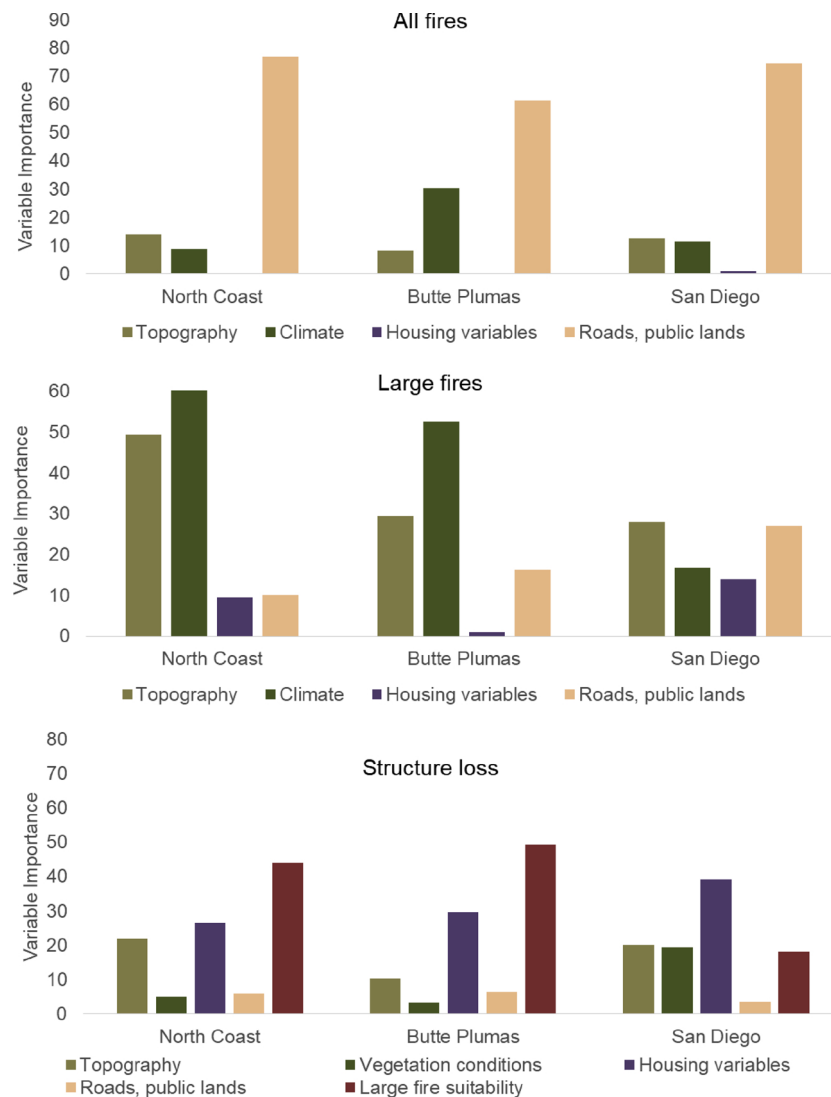 All fires
Variable Importance
90
80
70
60
50
40
30
20
10
0
North Coast Butte Plumas San Diego
Topography Climate Housing variables Roads, public lands
Large fires
Variable Importance
60
50
40
30
20
10
0
North Coast Butte Plumas San Diego
Topography Climate Housing variables Roads, public lands
Structure loss
Variable Importance
80
70
60
50
40
30
20
10
0
North Coast Butte Plumas San Diego
Topography Vegetation conditions Housing variables
Roads, public lands Large fire suitability